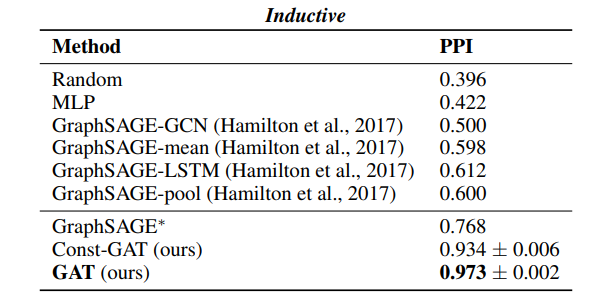 Inductive
Method PPI
Random 0.396
MLP 0.422
GraphSAGE-GCN (Hamilton et al., 2017) 0.500
GraphSAGE-mean (Hamilton et al., 2017) 0.598
GraphSAGE-LSTM (Hamilton et al., 2017) 0.612
GraphSAGE-pool (Hamilton et al., 2017) 0.600
GraphSAGE* 0.768
Const-GAT (ours) 0.934 ± 0.006
GAT (ours) 0.973 ± 0.002